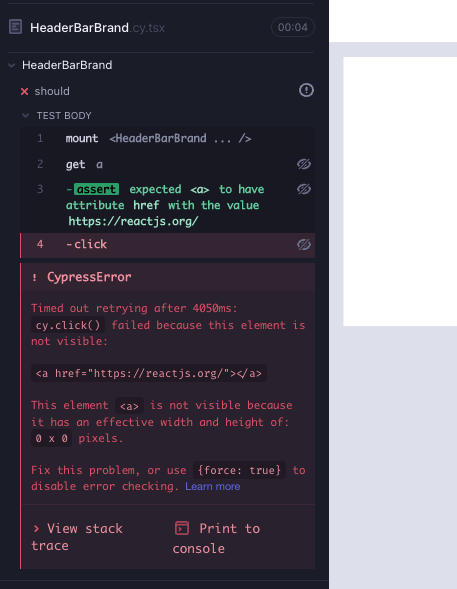 HeaderBarBrand.cy.tsx 00:04
HeaderBarBrand
should
TEST BODY
1 mount <HeaderBarBrand ... />
2 get a
3 -assert expected <a> to have
attribute href with the value
https://reactjs.org/
4 -click
! CypressError
Timed out retrying after 4050ms:
cy.click() failed because this element is
not visible:
<a href="https://reactjs.org/"></a>
This element <a> is not visible because
it has an effective width and height of:
0 x 0 pixels.
Fix this problem, or use {force: true} to
disable error checking. Learn more
> View stack
trace
Print to
console